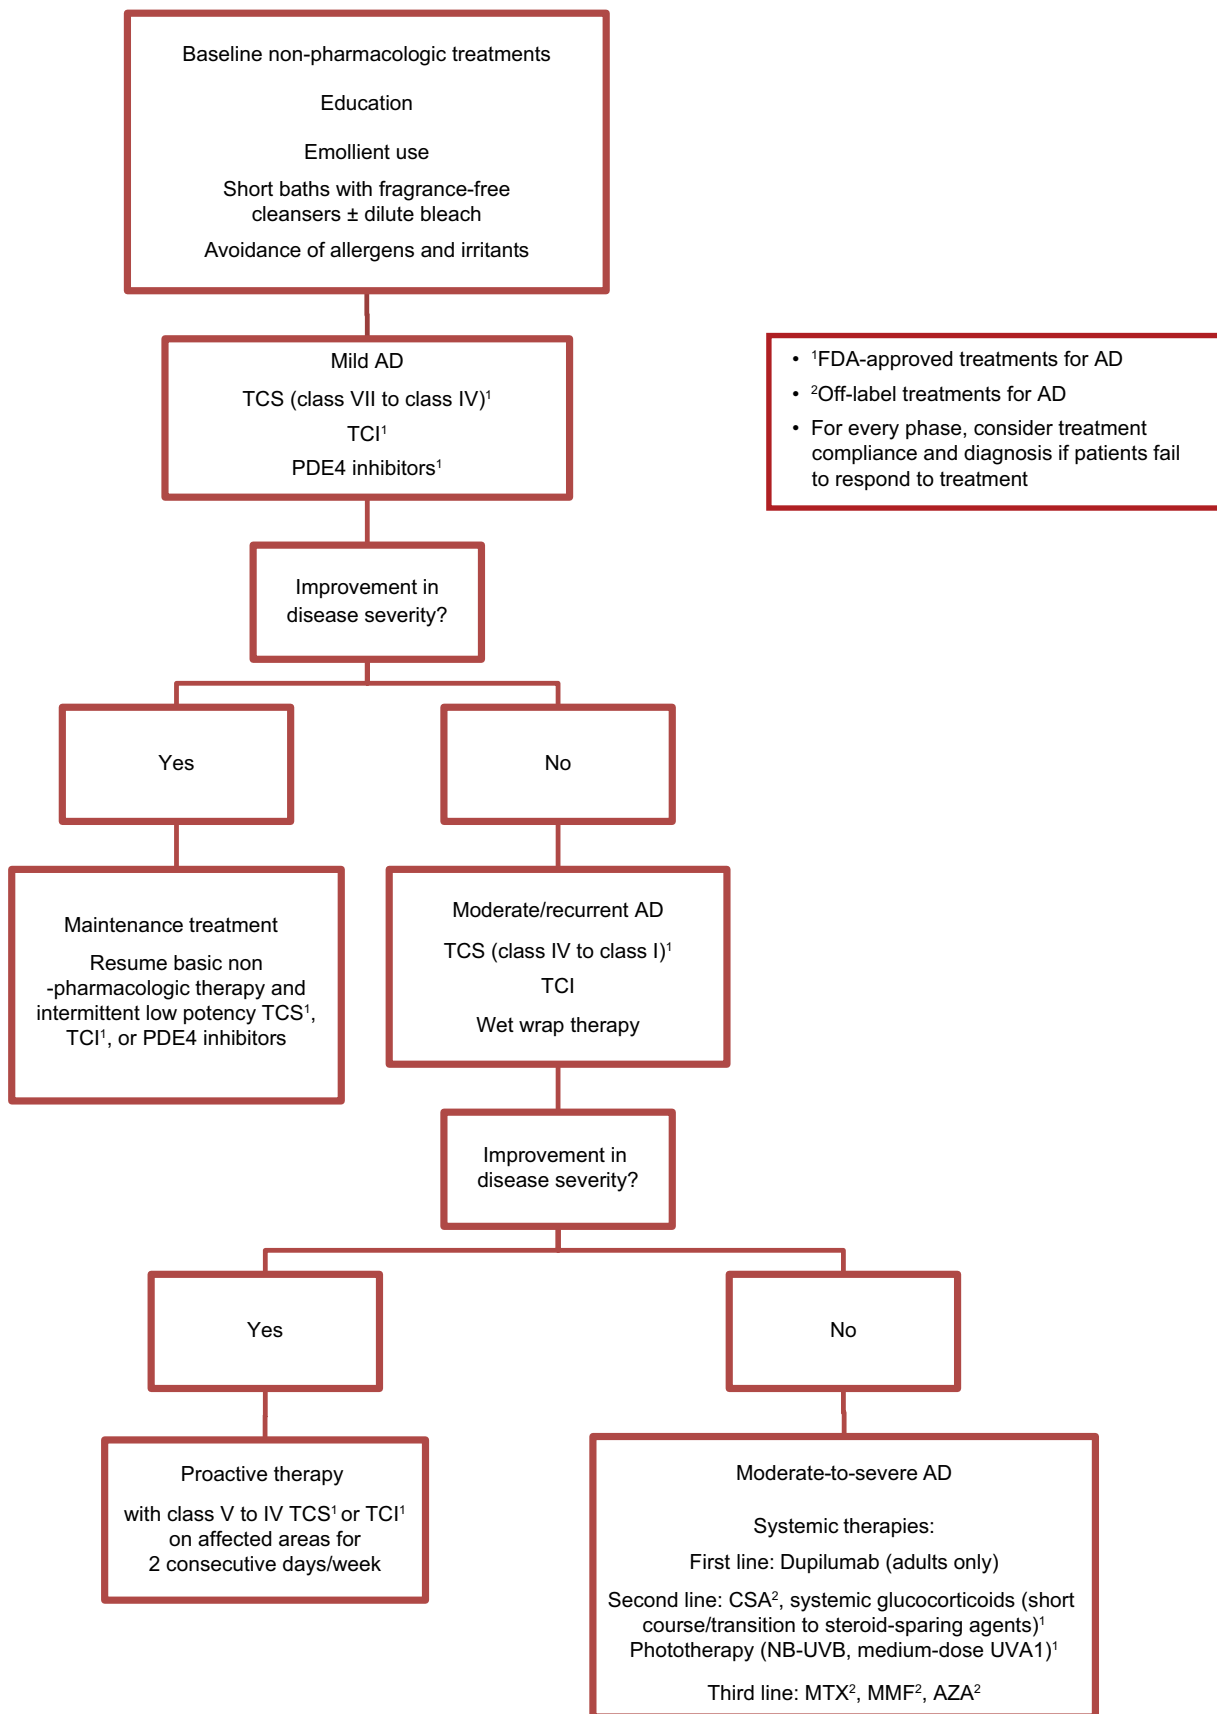 Baseline non-pharmacologic treatments
Education
Emollient use
Short baths with fragrance-free
cleansers ± dilute bleach
Avoidance of allergens and irritants
Mild AD
TCS (class VII to class IV)¹
TCI¹
PDE4 inhibitors¹
• ¹FDA-approved treatments for AD
• ²Off-label treatments for AD
• For every phase, consider treatment
compliance and diagnosis if patients fail
to respond to treatment
Improvement in
disease severity?
Yes
No
Maintenance treatment
Resume basic non
-pharmacologic therapy and
intermittent low potency TCS¹,
TCI¹, or PDE4 inhibitors
Moderate/recurrent AD
TCS (class IV to class I)¹
TCI
Wet wrap therapy
Improvement in
disease severity?
Yes
No
Proactive therapy
with class V to IV TCS¹ or TCI¹
on affected areas for
2 consecutive days/week
Moderate-to-severe AD
Systemic therapies:
First line: Dupilumab (adults only)
Second line: CSA², systemic glucocorticoids (short
course/transition to steroid-sparing agents)¹
Phototherapy (NB-UVB, medium-dose UVA1)¹
Third line: MTX², MMF², AZA²